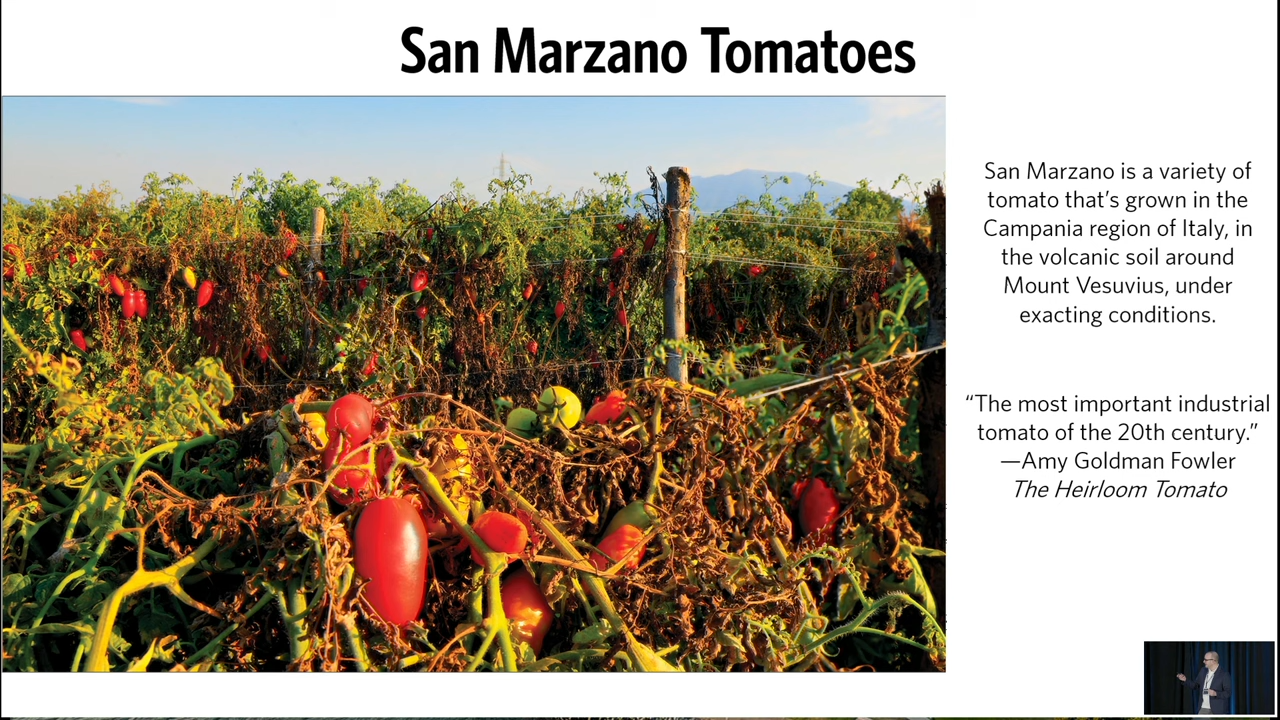 San Marzano Tomatoes
San Marzano is a variety of
tomato that’s grown in the
Campania region of Italy, in
the volcanic soil around
Mount Vesuvius, under
exacting conditions.
“The most important industrial
tomato of the 20th century.”
—Amy Goldman Fowler
The Heirloom Tomato